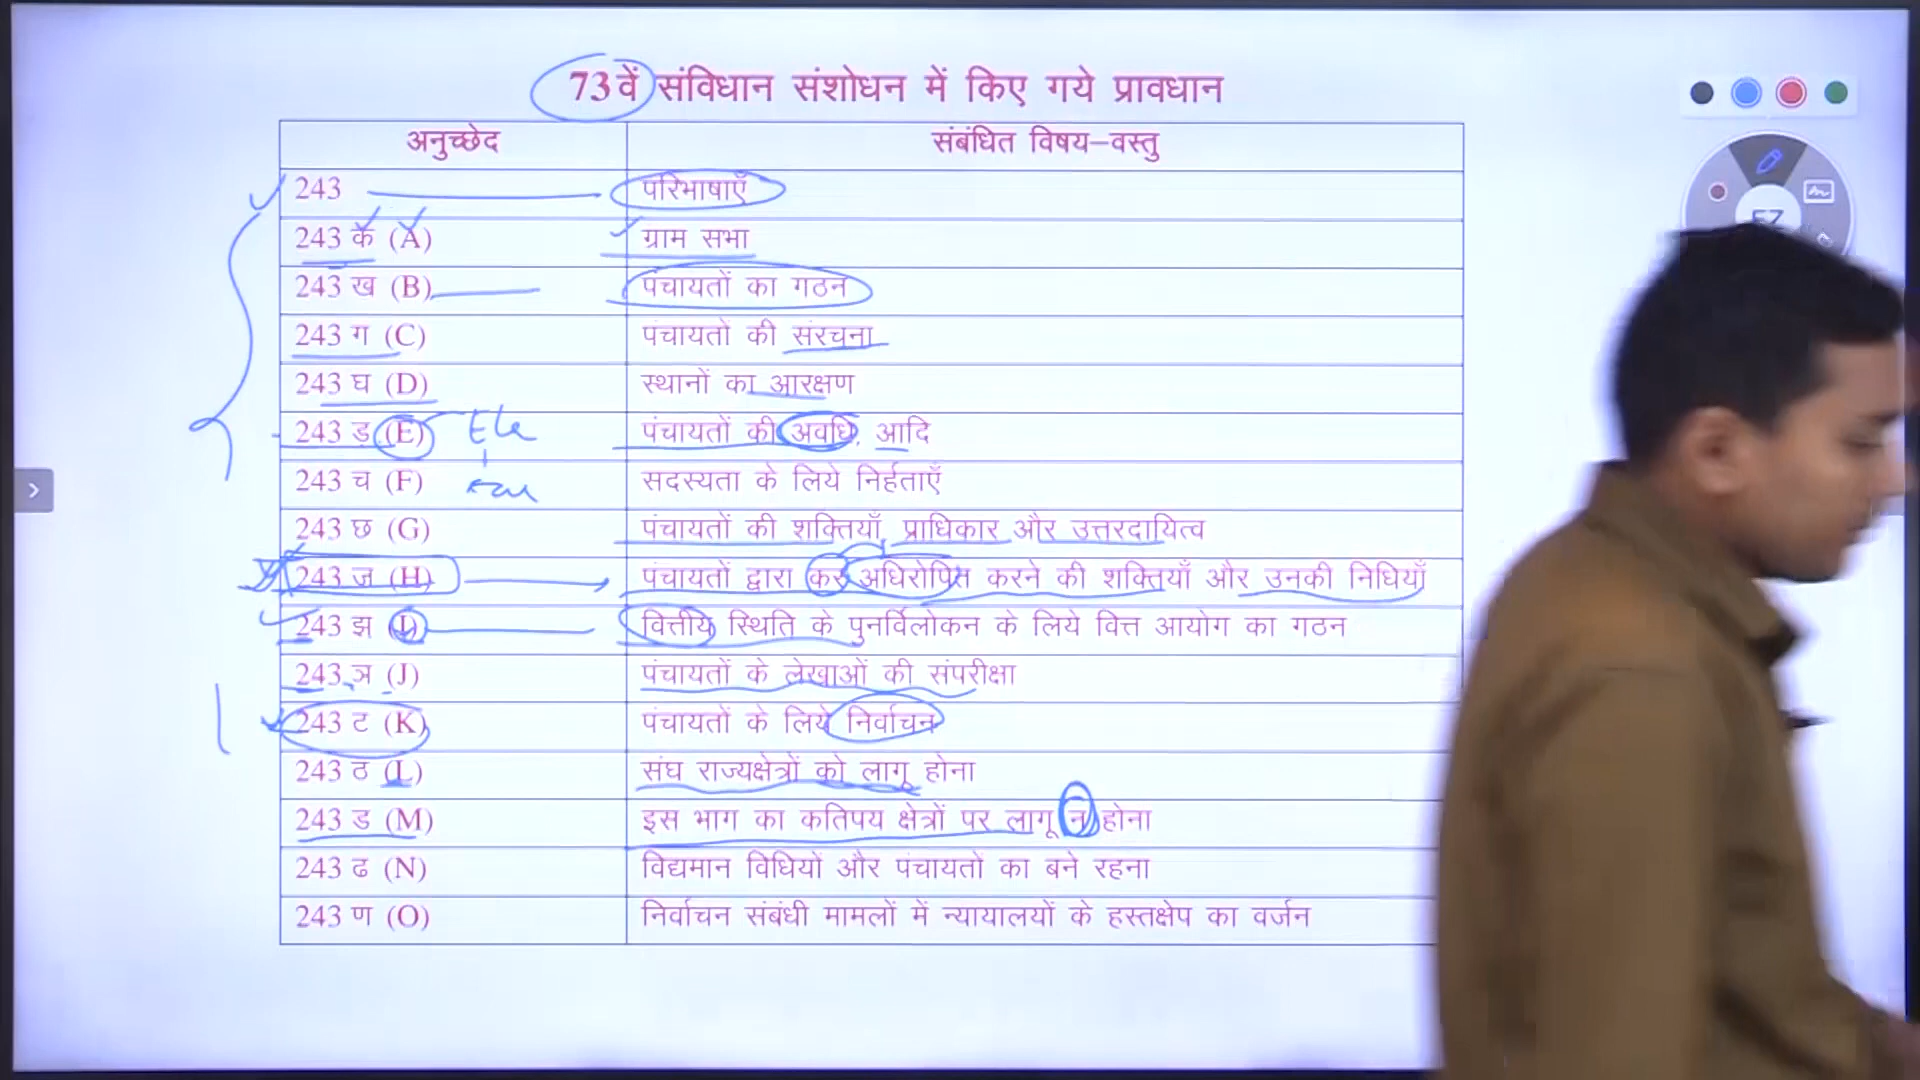 73वें संविधान संशोधन में किए गये प्रावधान
अनुच्छेद संबंधित विषय–वस्तु
243 परिभाषाएँ
243 क (A) ग्राम सभा
243 ख (B) पंचायतों का गठन
243 ग (C) पंचायतों की संरचना
243 घ (D) स्थानों का आरक्षण
243 ड़ (E) Ele पंचायतों की अवधि, आदि
243 च (F) सदस्यता के लिये निर्हताएँ
243 छ (G) पंचायतों की शक्तियाँ, प्राधिकार और उत्तरदायित्व
243 ज (H) पंचायतों द्वारा कर अधिरोपित करने की शक्तियाँ और उनकी निधियाँ
243 झ (I) वित्तीय स्थिति के पुनर्विलोकन के लिये वित्त आयोग का गठन
243 ञ (J) पंचायतों के लेखाओं की संपरीक्षा
243 ट (K) पंचायतों के लिये निर्वाचन
243 ठ (L) संघ राज्यक्षेत्रों को लागू होना
243 ड (M) इस भाग का कतिपय क्षेत्रों पर लागू न होना
243 ढ (N) विद्यमान विधियों और पंचायतों का बने रहना
243 ण (O) निर्वाचन संबंधी मामलों में न्यायालयों के हस्तक्षेप का वर्जन